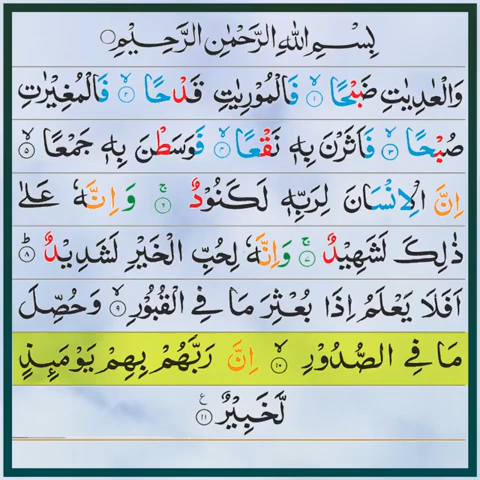 بِسْمِ اللهِ الرَّحْمٰنِ الرَّحِيْمِ
وَالْعٰدِيٰتِ ضَبْحًا ۙ۱ فَالْمُوْرِيٰتِ قَدْحًا ۙ۲ فَالْمُغِيْرٰتِ
صُبْحًا ۙ۳ فَاَثَرْنَ بِهٖ نَقْعًا ۙ۴ فَوَسَطْنَ بِهٖ جَمْعًا ۙ۵
اِنَّ الْاِنْسَانَ لِرَبِّهٖ لَكَنُوْدٌ ۚ۶ وَاِنَّهٗ عَلٰى
ذٰلِكَ لَشَهِيْدٌ ۚ۷ وَاِنَّهٗ لِحُبِّ الْخَيْرِ لَشَدِيْدٌ ؕ۸
اَفَلَا يَعْلَمُ اِذَا بُعْثِرَ مَا فِى الْقُبُوْرِ ۙ۹ وَحُصِّلَ
مَا فِى الصُّدُوْرِ ۙ۱۰ اِنَّ رَبَّهُمْ بِهِمْ يَوْمَىِٕذٍ
لَّخَبِيْرٌ ۱۱ ع